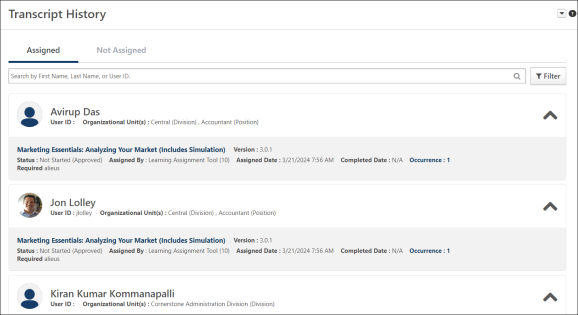 Transcript History
Assigned
Not Assigned
Search by First Name, Last Name, or User ID.
Filter
Avirup Das
User ID : Organizational Unit(s) : Central (Division) , Accountant (Position)
Marketing Essentials: Analyzing Your Market (Includes Simulation) Version : 3.0.1
Status : Not Started (Approved) Assigned By : Learning Assignment Tool (10) Assigned Date : 3/21/2024 7:56 AM Completed Date : N/A Occurrence : 1
Required alieus
Jon Lolley
User ID : jlolley Organizational Unit(s) : Central (Division) , Accountant (Position)
Marketing Essentials: Analyzing Your Market (Includes Simulation) Version : 3.0.1
Status : Not Started (Approved) Assigned By : Learning Assignment Tool (10) Assigned Date : 3/21/2024 7:56 AM Completed Date : N/A Occurrence : 1
Required alieus
Kiran Kumar Kommanapalli
User ID : Organizational Unit(s) : Cornerstone Administration Division (Division)